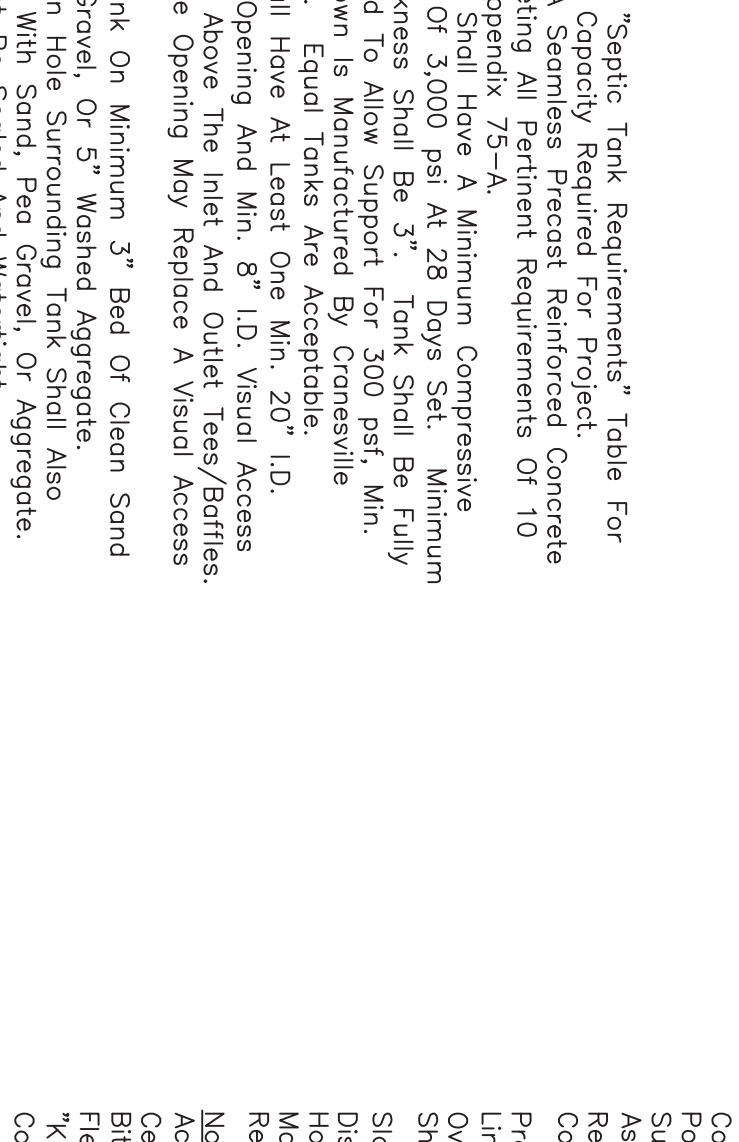 "Septic Tank Requirements" Table For
Capacity Required For Project.
A Seamless Precast Reinforced Concrete
eting All Pertinent Requirements Of 10
ppendix 75-A.
Shall Have A Minimum Compressive
Of 3,000 psi At 28 Days Set. Minimum
kness Shall Be 3". Tank Shall Be Fully
d To Allow Support For 300 psf, Min.
own Is Manufactured By Cranesville
. Equal Tanks Are Acceptable.
all Have At Least One Min. 20" I.D.
Opening And Min. 8" I.D. Visual Access
Above The Inlet And Outlet Tees/Baffles.
e Opening May Replace A Visual Access
nk On Minimum 3" Bed Of Clean Sand
Gravel, Or 5" Washed Aggregate.
n Hole Surrounding Tank Shall Also
With Sand, Pea Gravel, Or Aggregate.
Co
Po
Su
As
Re
Co
Pr
Lin
Ov
Sh
Slo
Dis
Ho
Ma
Re
No
Ac
Ce
Bit
Fle
"K
Co